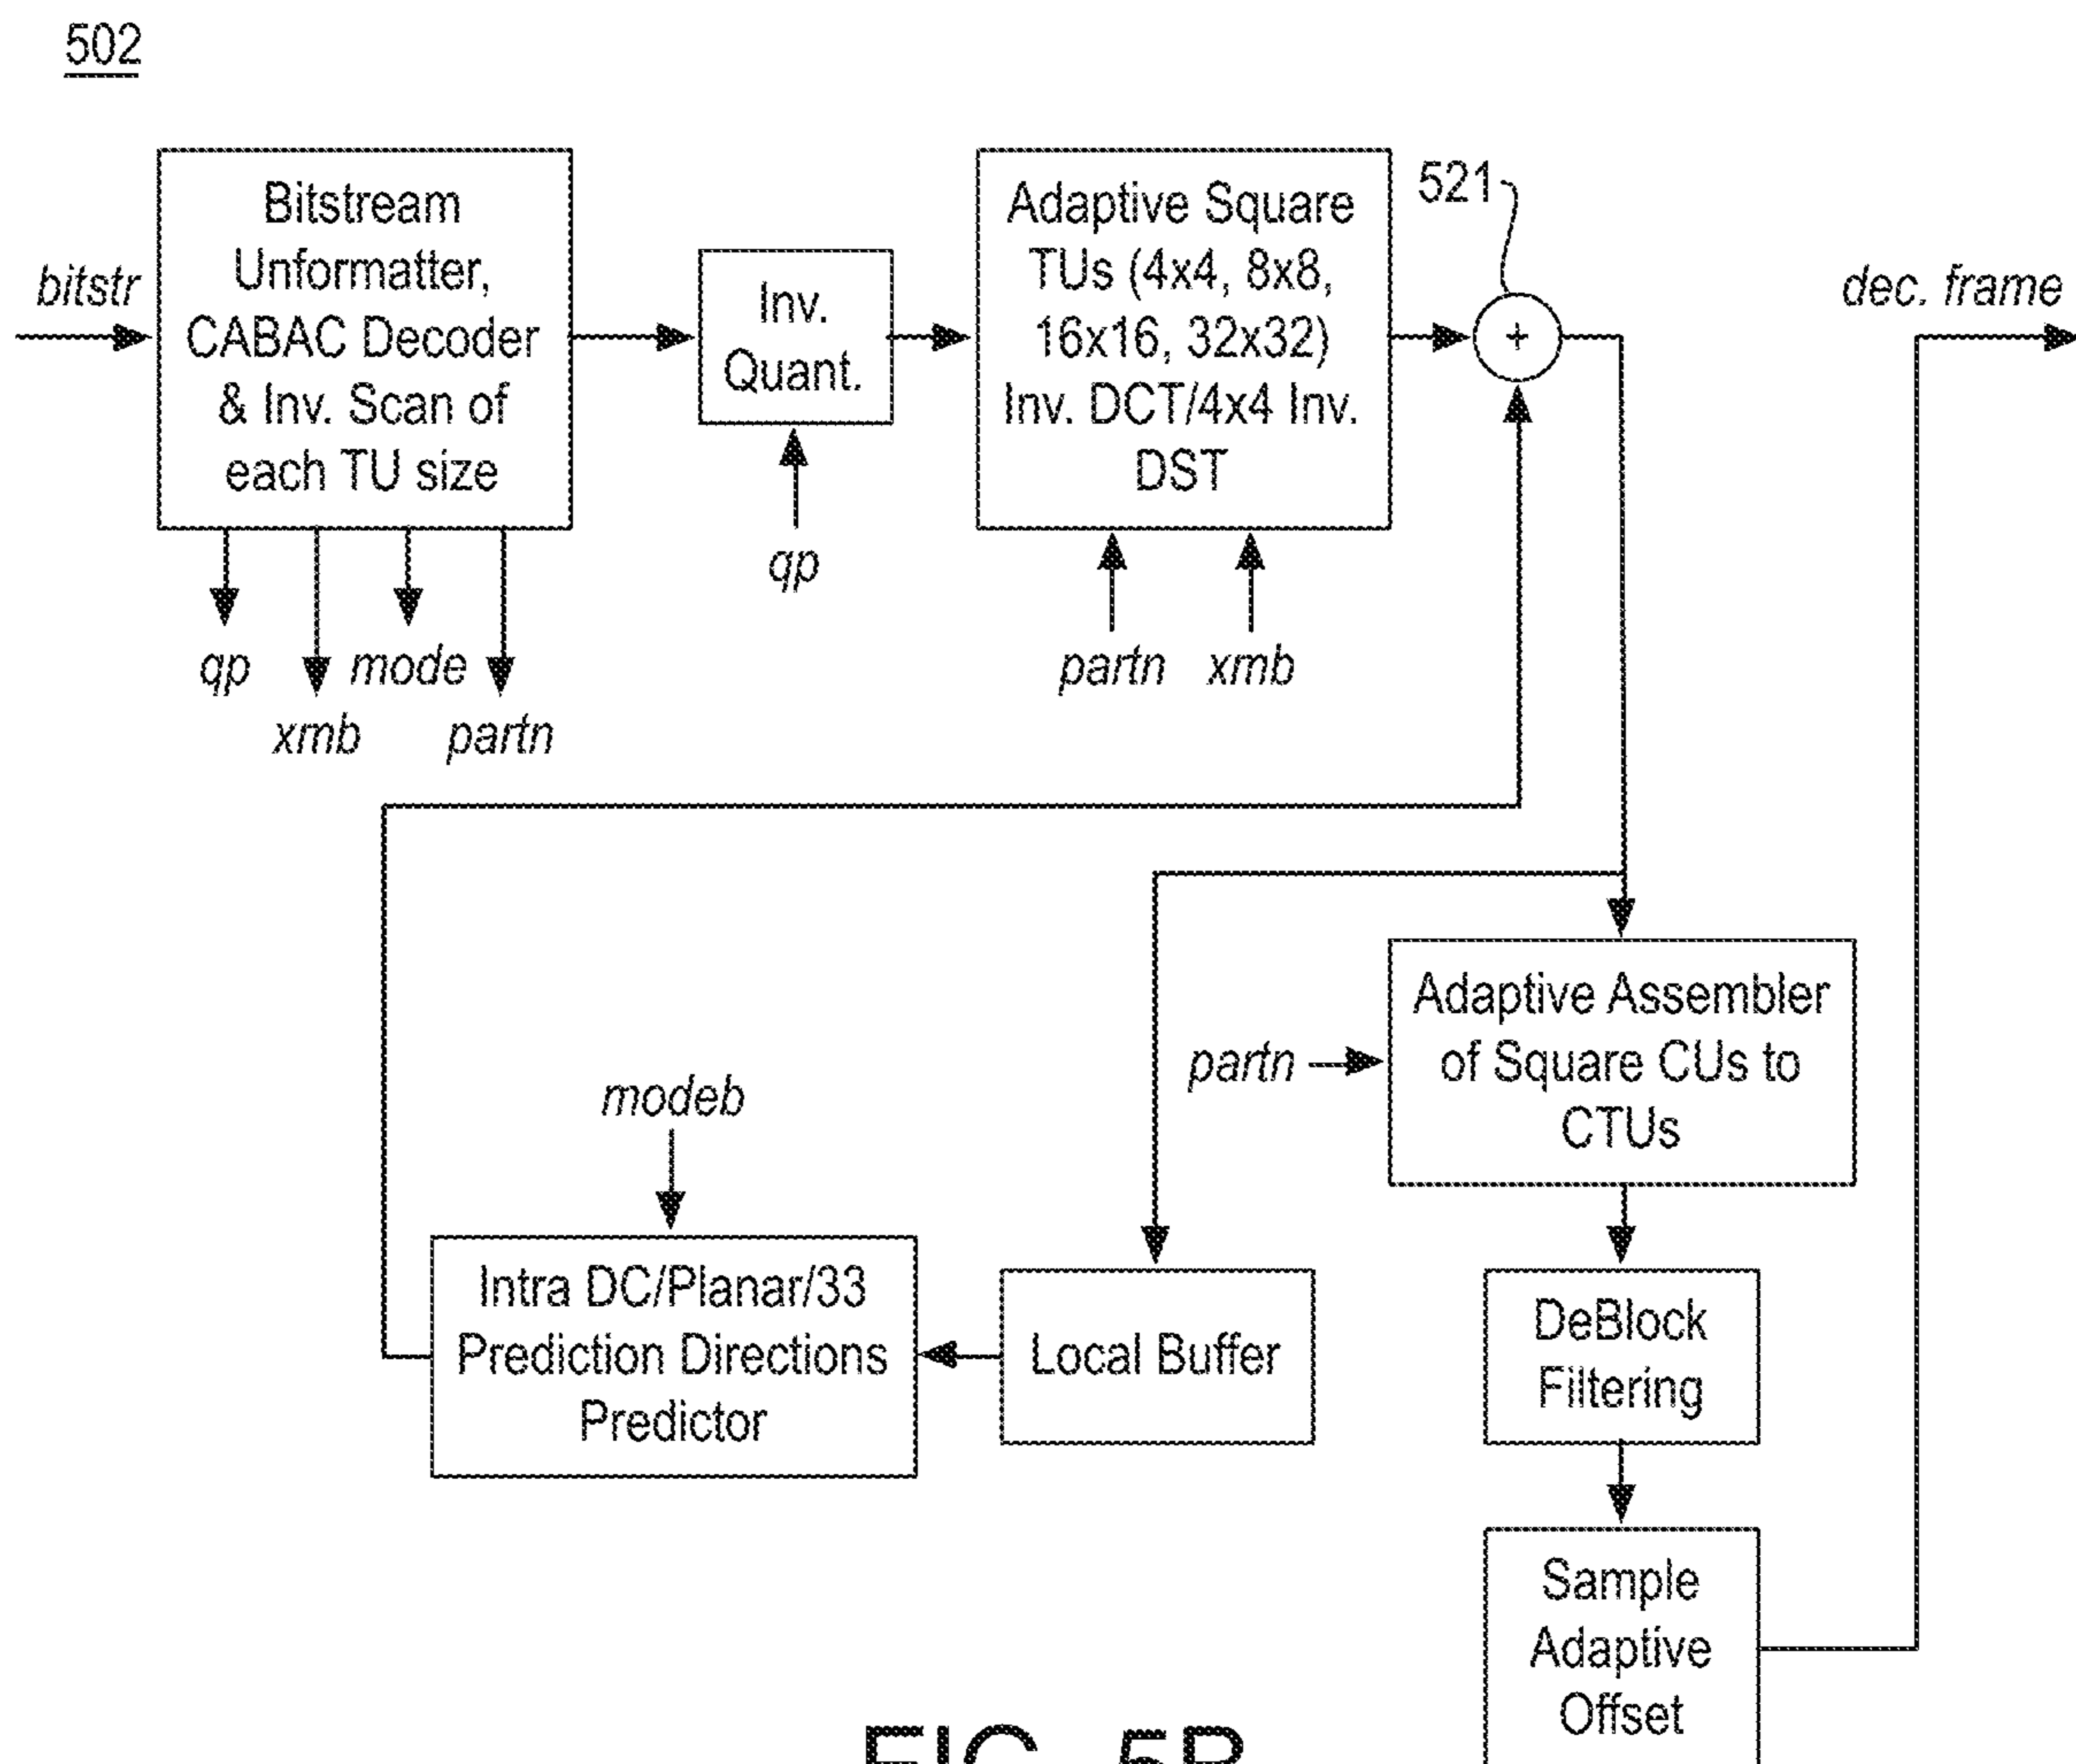 502
Bitstream
Unformatter,
CABAC Decoder
& Inv. Scan of
each TU size
bitstr
Inv.
Quant.
Adaptive Square
TUs (4x4, 8x8,
16x16, 32x32)
Inv. DCT/4x4 Inv.
DST
521
+
dec. frame
qp
qp
mode
partn
xmb
xmb
partn
Adaptive Assembler
of Square CUs to
CTUs
partn
modeb
Intra DC/Planar/33
Prediction Directions
Predictor
Local Buffer
DeBlock
Filtering
Sample
Adaptive
Offset
FIG. 5B